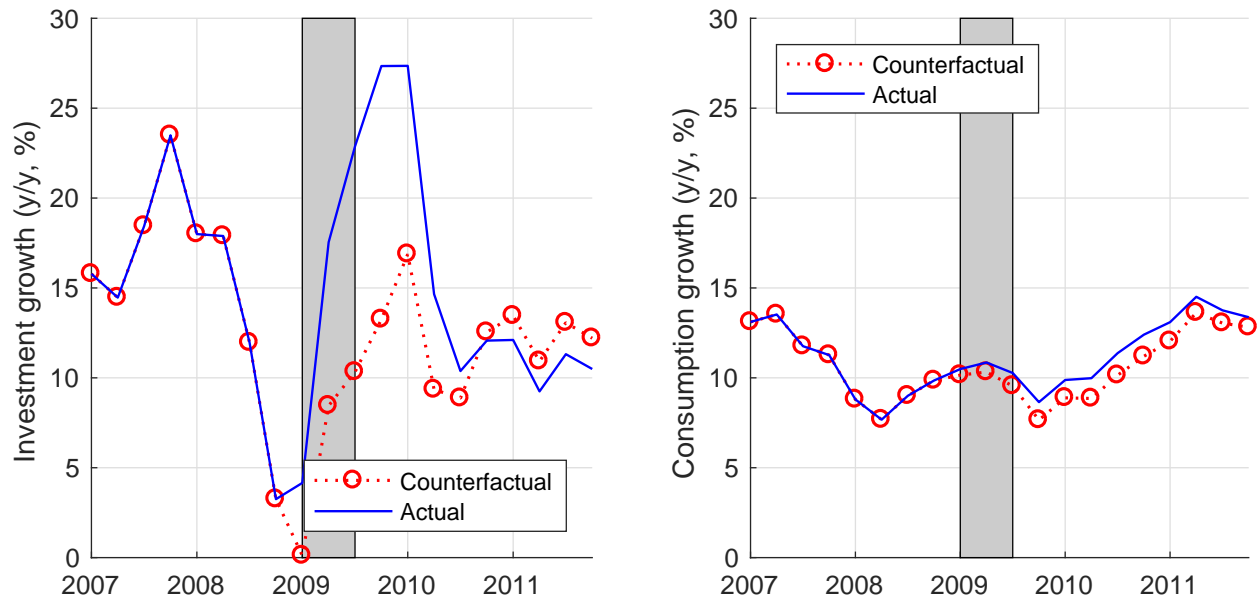 Investment growth (y/y, %)
30
25
20
15
10
5
0
2007 2008 2009 2010 2011
Counterfactual
Actual
Consumption growth (y/y, %)
30
25
20
15
10
5
0
2007 2008 2009 2010 2011
Counterfactual
Actual